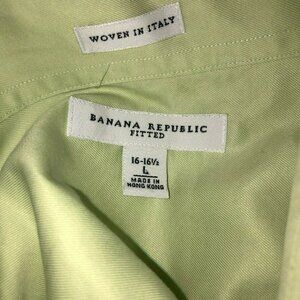 WOVEN IN ITALY
BANANA REPUBLIC
FITTED
16-16½
L
MADE IN
HONG KONG